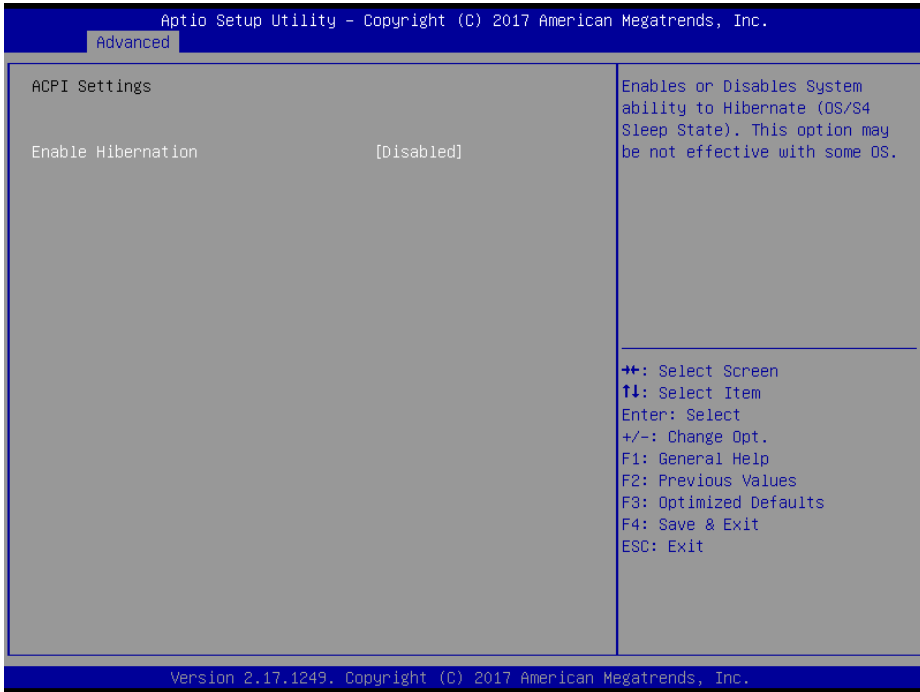 Aptio Setup Utility – Copyright (C) 2017 American Megatrends, Inc.
Advanced
ACPI Settings
Enable Hibernation [Disabled]
Enables or Disables System
ability to Hibernate (OS/S4
Sleep State). This option may
be not effective with some OS.
→←: Select Screen
↑↓: Select Item
Enter: Select
+/-: Change Opt.
F1: General Help
F2: Previous Values
F3: Optimized Defaults
F4: Save & Exit
ESC: Exit
Version 2.17.1249. Copyright (C) 2017 American Megatrends, Inc.